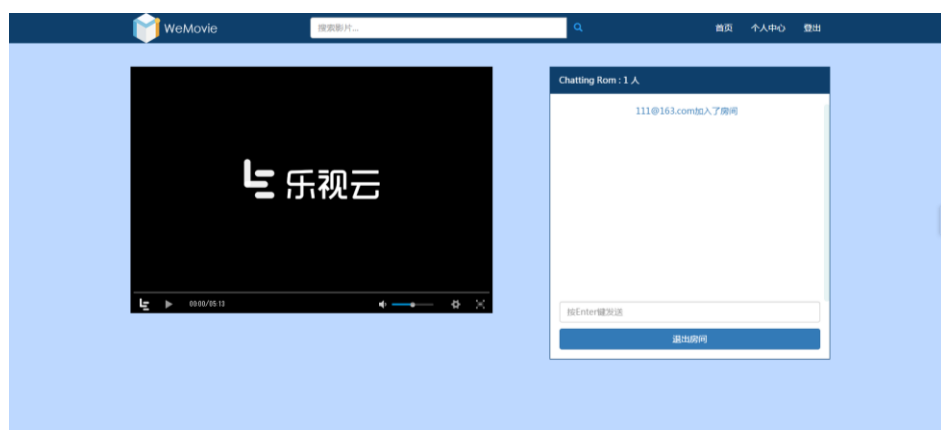 WeMovie
搜索影片...
首页 个人中心 登出
Chatting Rom : 1 人
111@163.com加入了房间
乐视云
00:00/05:13
按Enter键发送
退出房间